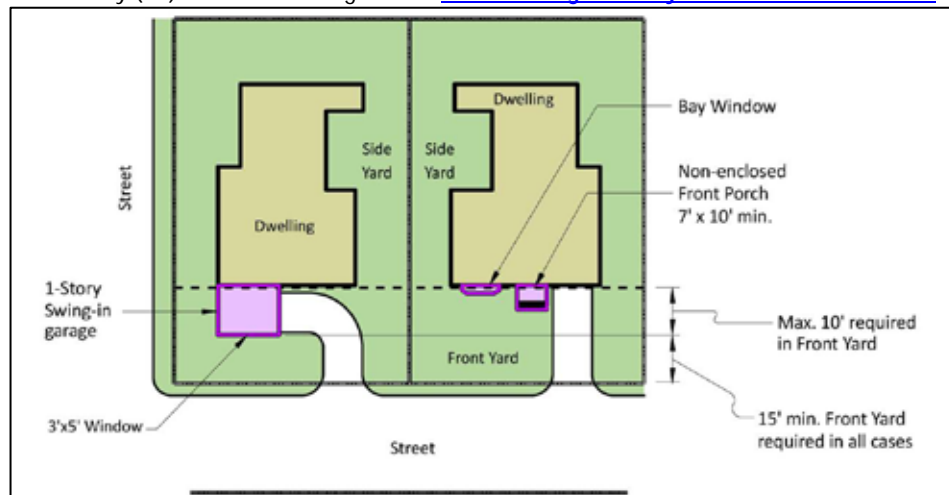 Dwelling
Bay Window
Side
Yard
Side
Yard
Non-enclosed
Front Porch
7' x 10' min.
Street
Dwelling
1-Story
Swing-in
garage
Max. 10' required
in Front Yard
Front Yard
3'x5' Window
15' min. Front Yard
required in all cases
Street